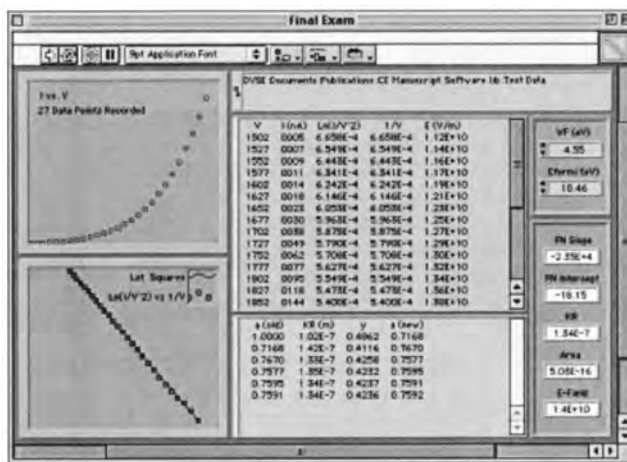 Final Exam
9pt Application Font
DVSE Documents Publications CE Manuscript Software lib Test Data
I vs. V
27 Data Points Recorded
V I(nA) Ln(I/V^2) 1/V E (V/m)
1502 0005 6.658E-4 6.658E-4 1.12E+10
1527 0007 6.549E-4 6.549E-4 1.14E+10
1552 0009 6.443E-4 6.443E-4 1.16E+10
1577 0011 6.341E-4 6.341E-4 1.17E+10
1602 0014 6.242E-4 6.242E-4 1.19E+10
1627 0018 6.146E-4 6.146E-4 1.21E+10
1652 0023 6.053E-4 6.053E-4 1.23E+10
1677 0030 5.963E-4 5.963E-4 1.25E+10
1702 0038 5.875E-4 5.875E-4 1.27E+10
1727 0049 5.790E-4 5.790E-4 1.29E+10
1752 0062 5.708E-4 5.708E-4 1.30E+10
1777 0077 5.627E-4 5.627E-4 1.32E+10
1802 0095 5.549E-4 5.549E-4 1.34E+10
1827 0118 5.473E-4 5.473E-4 1.36E+10
1852 0144 5.400E-4 5.400E-4 1.38E+10
WF (eV)
4.55
Efermi (eV)
10.46
Lst Squares
Ln(I/V^2) vs 1/V
s (old) KR (m) y s (new)
1.0000 1.02E-7 0.4862 0.7168
0.7168 1.42E-7 0.4116 0.7670
0.7670 1.33E-7 0.4258 0.7577
0.7577 1.35E-7 0.4232 0.7595
0.7595 1.34E-7 0.4237 0.7591
0.7591 1.34E-7 0.4236 0.7592
FN Slope
-2.35E+4
FN Intercept
-18.15
KR
1.34E-7
Area
5.08E-16
E-Fwd
1.4E+10